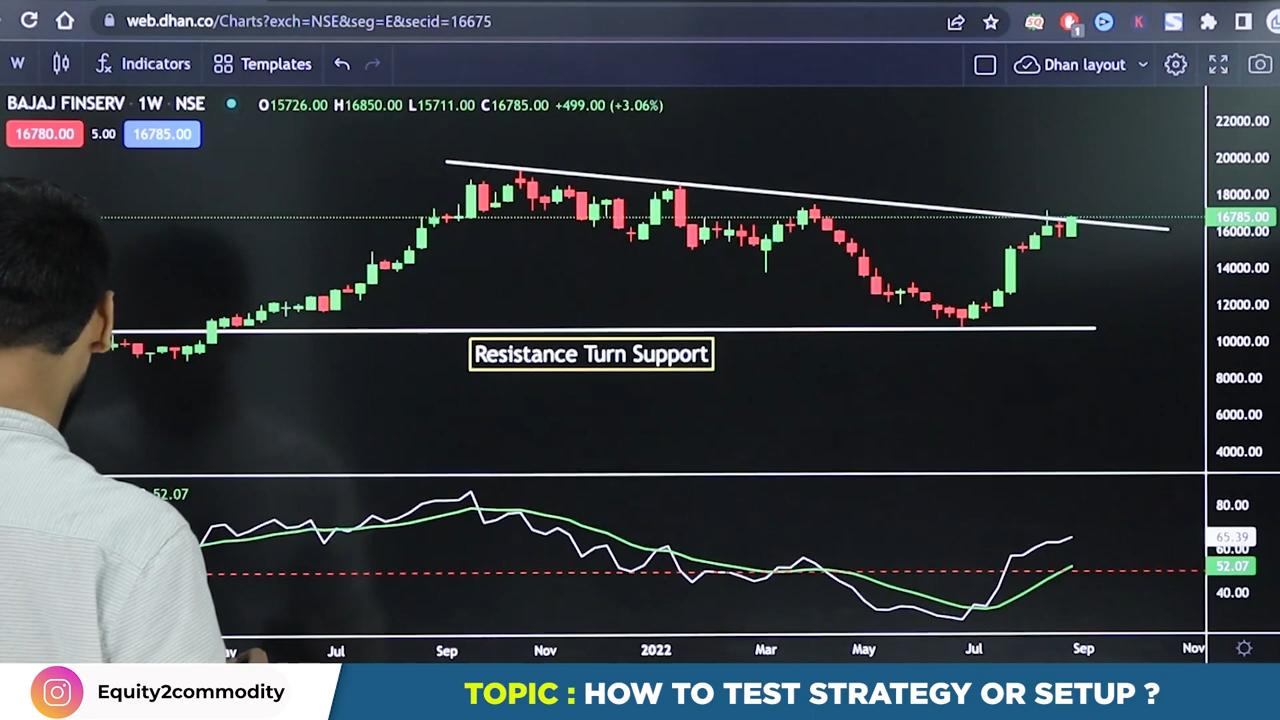 web.dhan.co/Charts?exch=NSE&seg=E&secid=16675
W Indicators Templates Dhan layout
BAJAJ FINSERV · 1W · NSE O15726.00 H16850.00 L15711.00 C16785.00 +499.00 (+3.06%)
16780.00 5.00 16785.00
22000.00
20000.00
18000.00
16785.00
16000.00
14000.00
12000.00
10000.00
8000.00
6000.00
4000.00
Resistance Turn Support
52.07
80.00
65.39
60.00
52.07
40.00
Jul Sep Nov 2022 Mar May Jul Sep Nov
Equity2commodity
TOPIC : HOW TO TEST STRATEGY OR SETUP ?